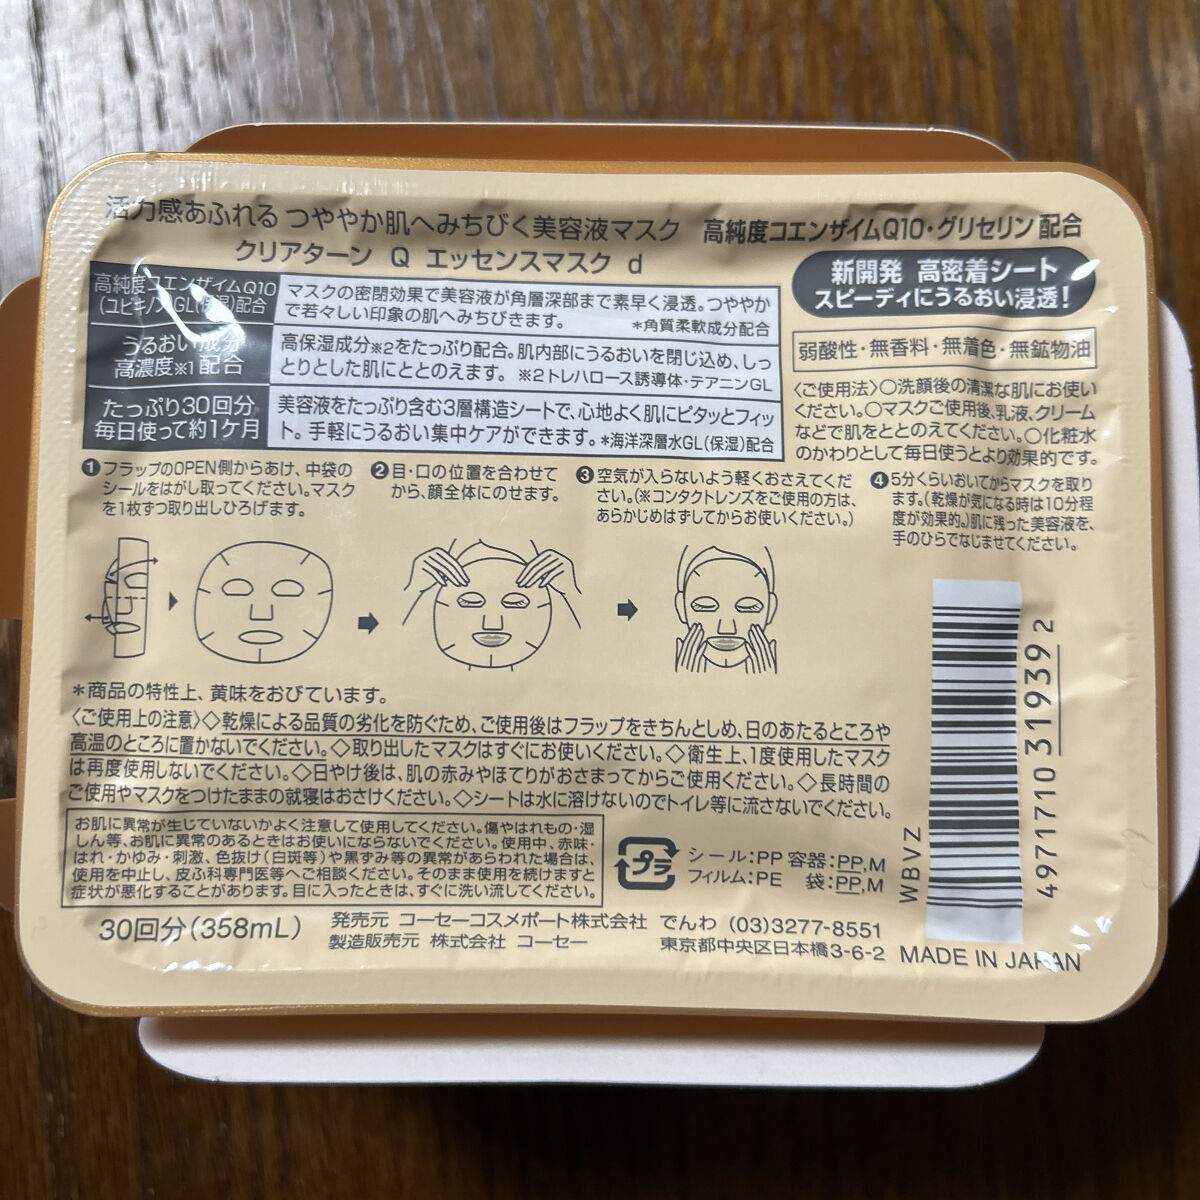 活力感あふれる つややか肌へみちびく美容液マスク 高純度コエンザイムQ10・グリセリン 配合
クリアターン Q エッセンスマスク d
高純度コエンザイムQ10
(ユビキノン)GL(保湿)配合
マスクの密閉効果で美容液が角層深部まで素早く浸透。つややか
で若々しい印象の肌へみちびきます。 *角質柔軟成分配合
うるおい成分
高濃度※1配合
高保湿成分※2をたっぷり配合。肌内部にうるおいを閉じ込め、しっ
とりとした肌にととのえます。 ※2トレハロース誘導体・テアニンGL
たっぷり30回分
毎日使って約1ケ月
美容液をたっぷり含む3層構造シートで、心地よく肌にピタッとフィッ
ト。手軽にうるおい集中ケアができます。*海洋深層水GL(保湿)配合
新開発 高密着シート
スピーディにうるおい浸透!
弱酸性・無香料・無着色・無鉱物油
〈ご使用法〉○洗顔後の清潔な肌にお使い
ください。○マスクご使用後、乳液、クリーム
などで肌をととのえてください。○化粧水
のかわりとして毎日使うとより効果的です。
❶フラップのOPEN側からあけ、中袋の
シールをはがし取ってください。マスク
を1枚ずつ取り出しひろげます。
❷目・口の位置を合わせて
から、顔全体にのせます。
❸空気が入らないよう軽くおさえてくだ
さい。(※コンタクトレンズをご使用の方は、
あらかじめはずしてからお使いください。)
❹5分くらいおいてからマスクを取り
ます。(乾燥が気になる時は10分程
度が効果的。)肌に残った美容液を、
手のひらでなじませてください。
*商品の特性上、黄味をおびています。
〈ご使用上の注意〉◇乾燥による品質の劣化を防ぐため、ご使用後はフラップをきちんとしめ、日のあたるところや
高温のところに置かないでください。◇取り出したマスクはすぐにお使いください。◇衛生上、1度使用したマスク
は再度使用しないでください。◇日やけ後は、肌の赤みやほてりがおさまってからご使用ください。◇長時間の
ご使用やマスクをつけたままの就寝はおさけください。◇シートは水に溶けないのでトイレ等に流さないでください。
お肌に異常が生じていないかよく注意して使用してください。傷やはれもの・湿
しん等、お肌に異常のあるときはお使いにならないでください。使用中、赤味・
はれ・かゆみ・刺激、色抜け(白斑等)や黒ずみ等の異常があらわれた場合は、
使用を中止し、皮ふ科専門医等へご相談ください。そのまま使用を続けますと
症状が悪化することがあります。目に入ったときは、すぐに洗い流してください。
プラ
シール:PP 容器:PP,M
フィルム:PE 袋:PP,M
30回分(358mL)
発売元 コーセーコスメポート株式会社 でんわ (03)3277-8551
製造販売元 株式会社 コーセー 東京都中央区日本橋3-6-2
MADE IN JAPAN
WBVZ
4971710319392